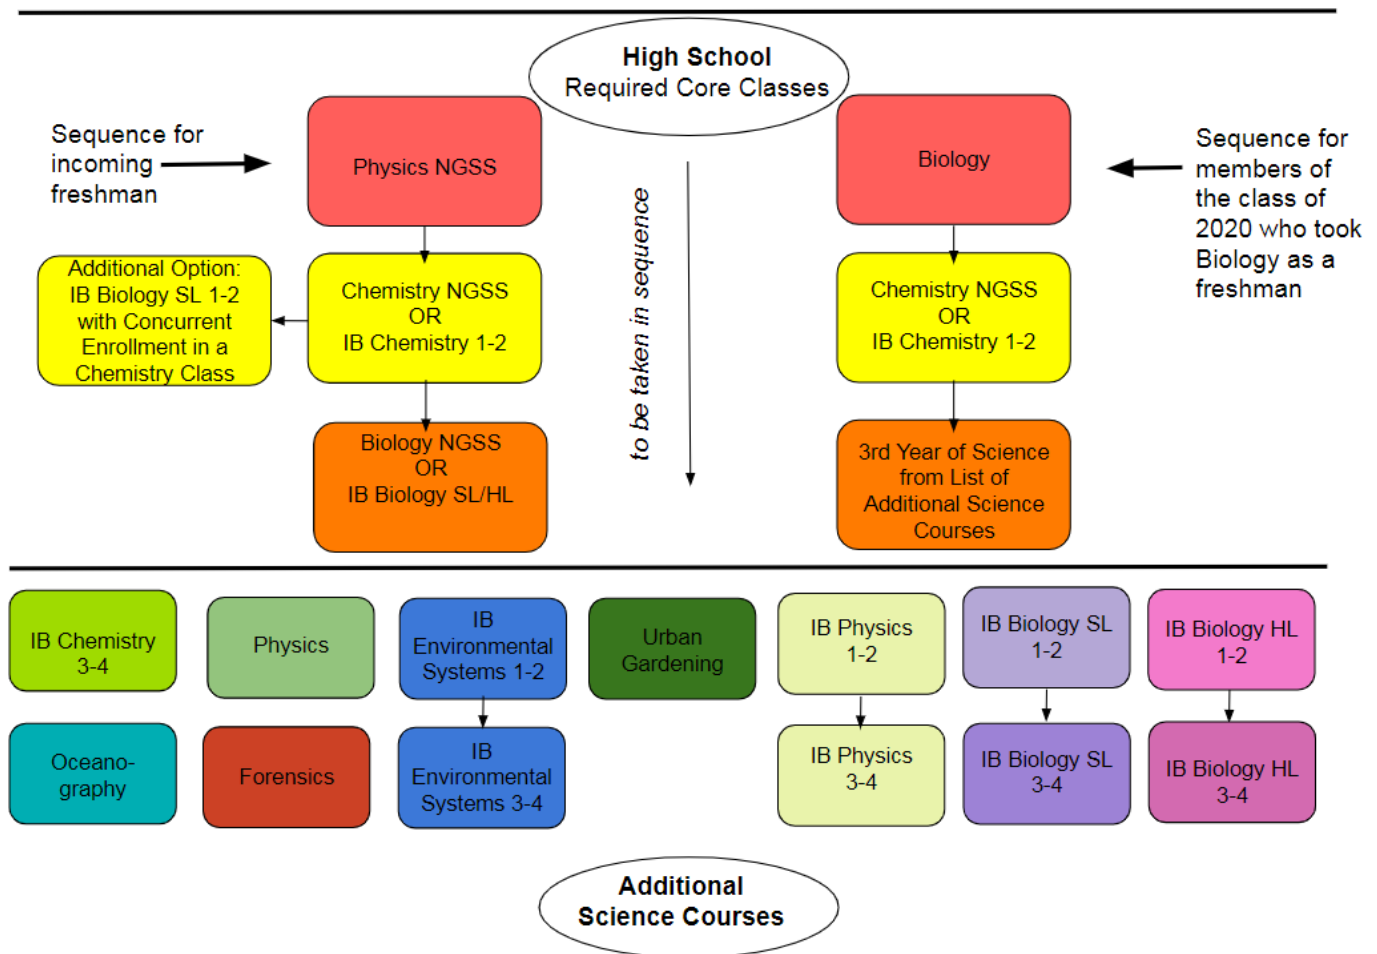 High School
Required Core Classes
Sequence for
incoming
freshman
Physics NGSS
Biology
Sequence for
members of
the class of
2020 who took
Biology as a
freshman
to be taken in sequence
Additional Option:
IB Biology SL 1-2
with Concurrent
Enrollment in a
Chemistry Class
Chemistry NGSS
OR
IB Chemistry 1-2
Chemistry NGSS
OR
IB Chemistry 1-2
Biology NGSS
OR
IB Biology SL/HL
3rd Year of Science
from List of
Additional Science
Courses
IB Chemistry
3-4
Physics
IB
Environmental
Systems 1-2
Urban
Gardening
IB Physics
1-2
IB Biology SL
1-2
IB Biology HL
1-2
Oceano-
graphy
Forensics
IB
Environmental
Systems 3-4
IB Physics
3-4
IB Biology SL
3-4
IB Biology HL
3-4
Additional
Science Courses